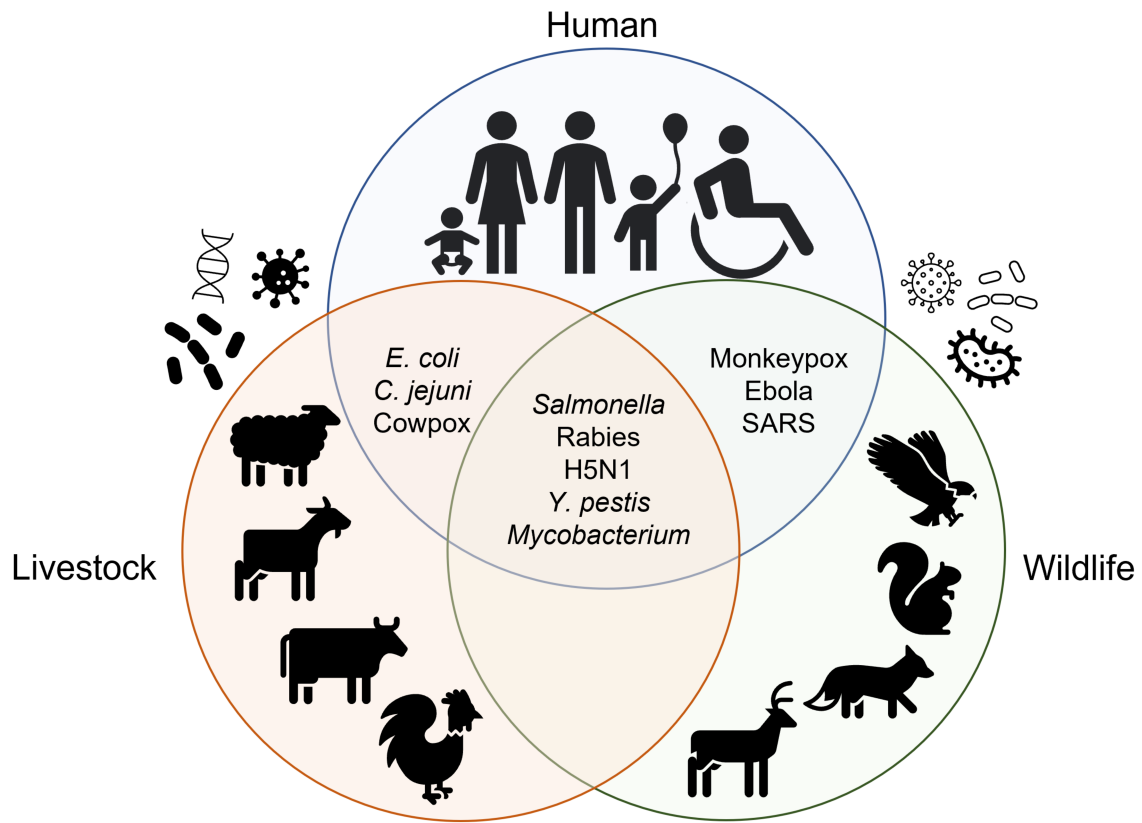 Human
E. coli
C. jejuni
Cowpox
Salmonella
Rabies
H5N1
Y. pestis
Mycobacterium
Monkeypox
Ebola
SARS
Livestock
Wildlife